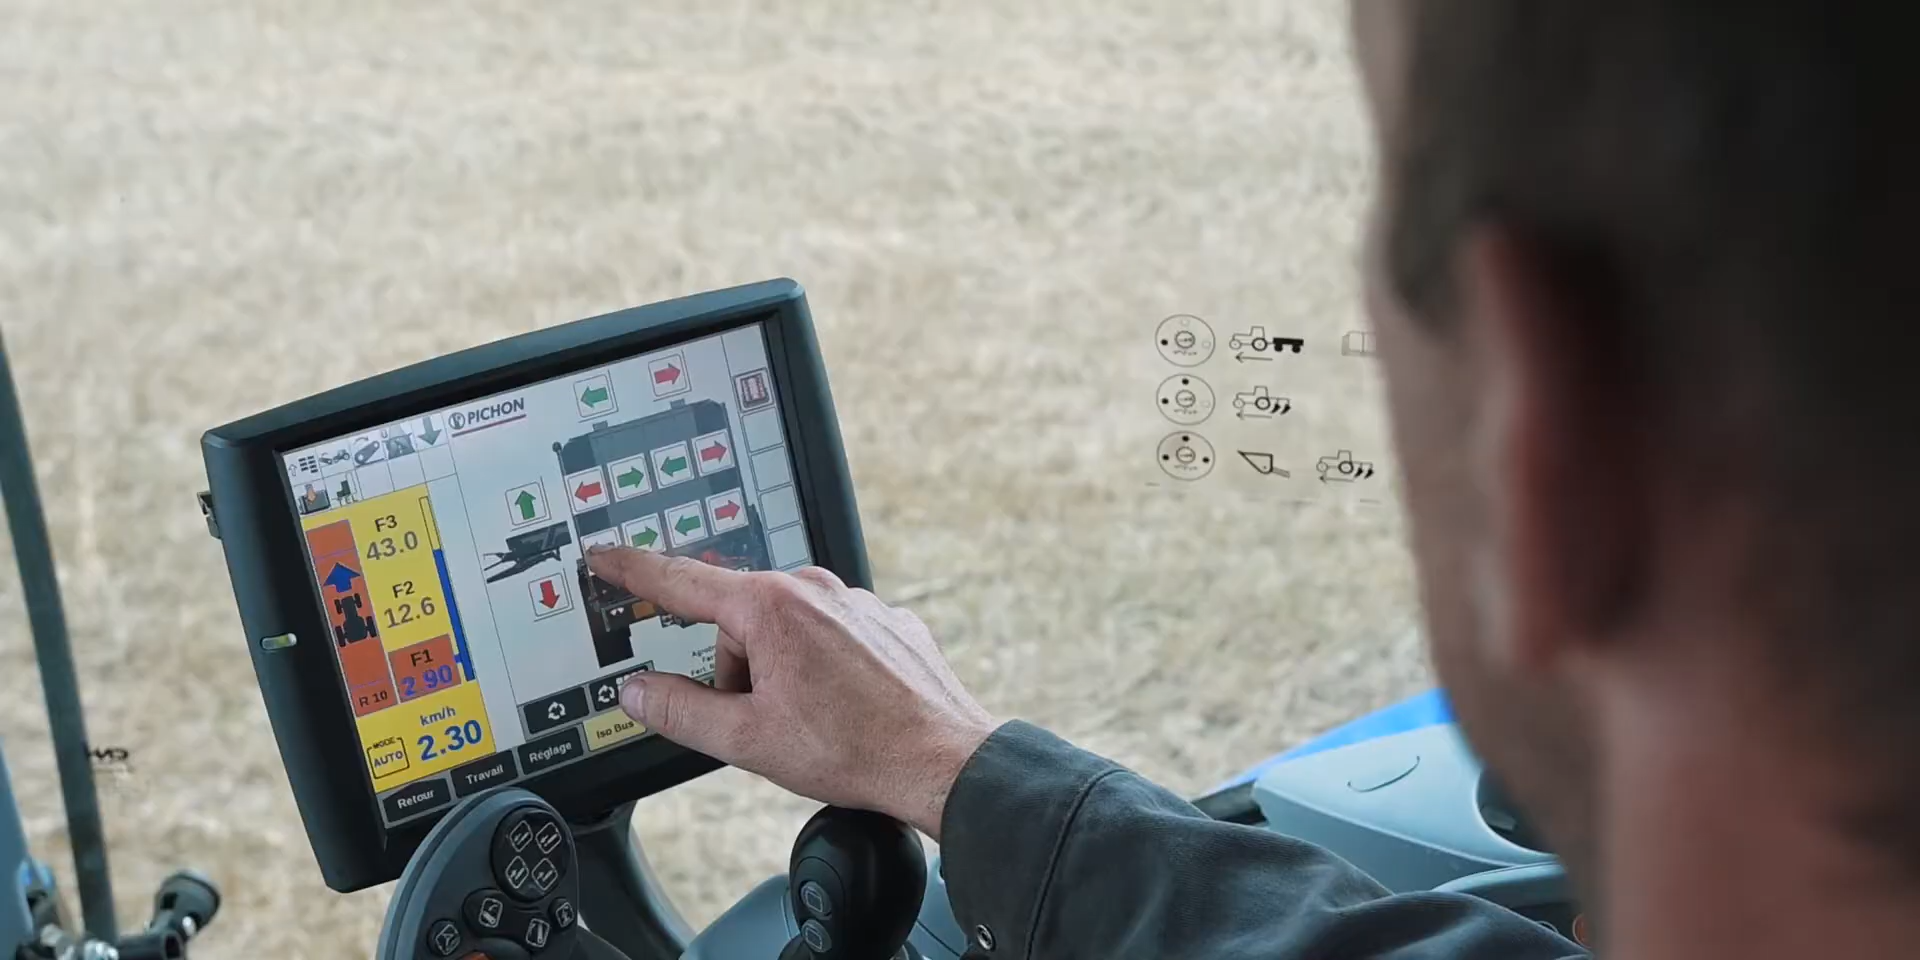 PICHON
F3
43.0
F2
12.6
F1
2.90
R 10
km/h
2.30
MODE
AUTO
Iso Bus
Réglage
Travail
Retour